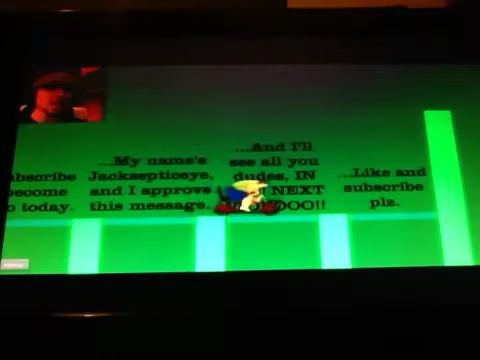 ubscribe
become
o today.
...My name's
Jacksepticeye,
and I approve
this message.
....And I'll
see all you
dudes, IN
NEXT
...Like and
subscribe
plz.